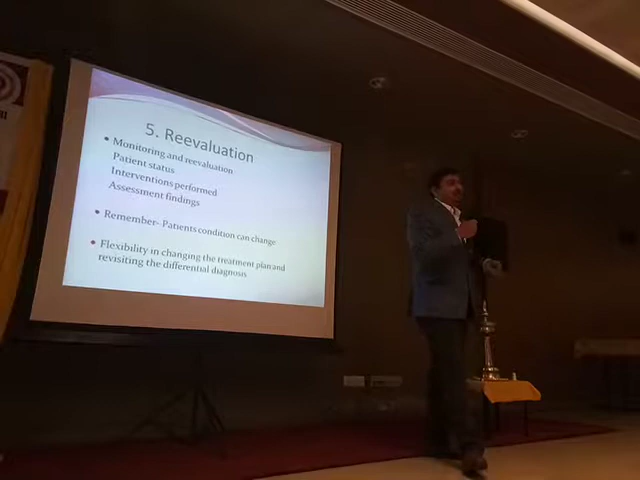 5. Reevaluation
• Monitoring and reevaluation
Patient status
Interventions performed
Assessment findings
• Remember- Patients condition can change
• Flexibility in changing the treatment plan and
revisiting the differential diagnosis